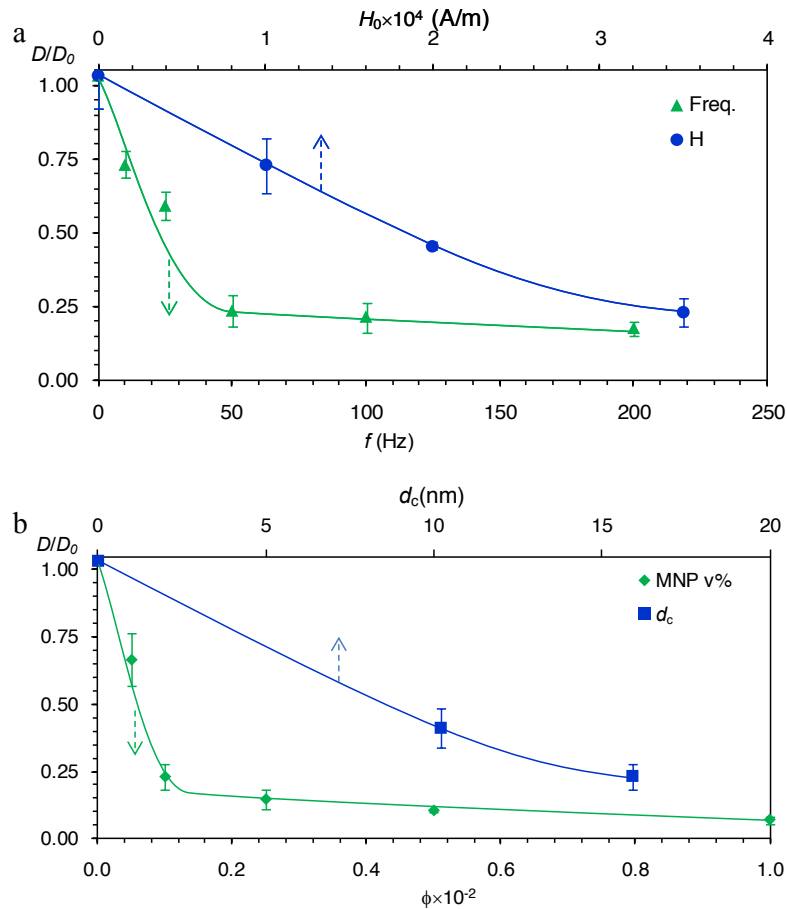 a
H₀×10⁴ (A/m)
0 1 2 3 4
D/D₀
1.00
0.75
0.50
0.25
0.00
Freq.
H
0 50 100 150 200 250
f (Hz)
b
d_c(nm)
0 5 10 15 20
D/D₀
1.00
0.75
0.50
0.25
0.00
MNP v%
d_c
0.0 0.2 0.4 0.6 0.8 1.0
ϕ×10⁻²